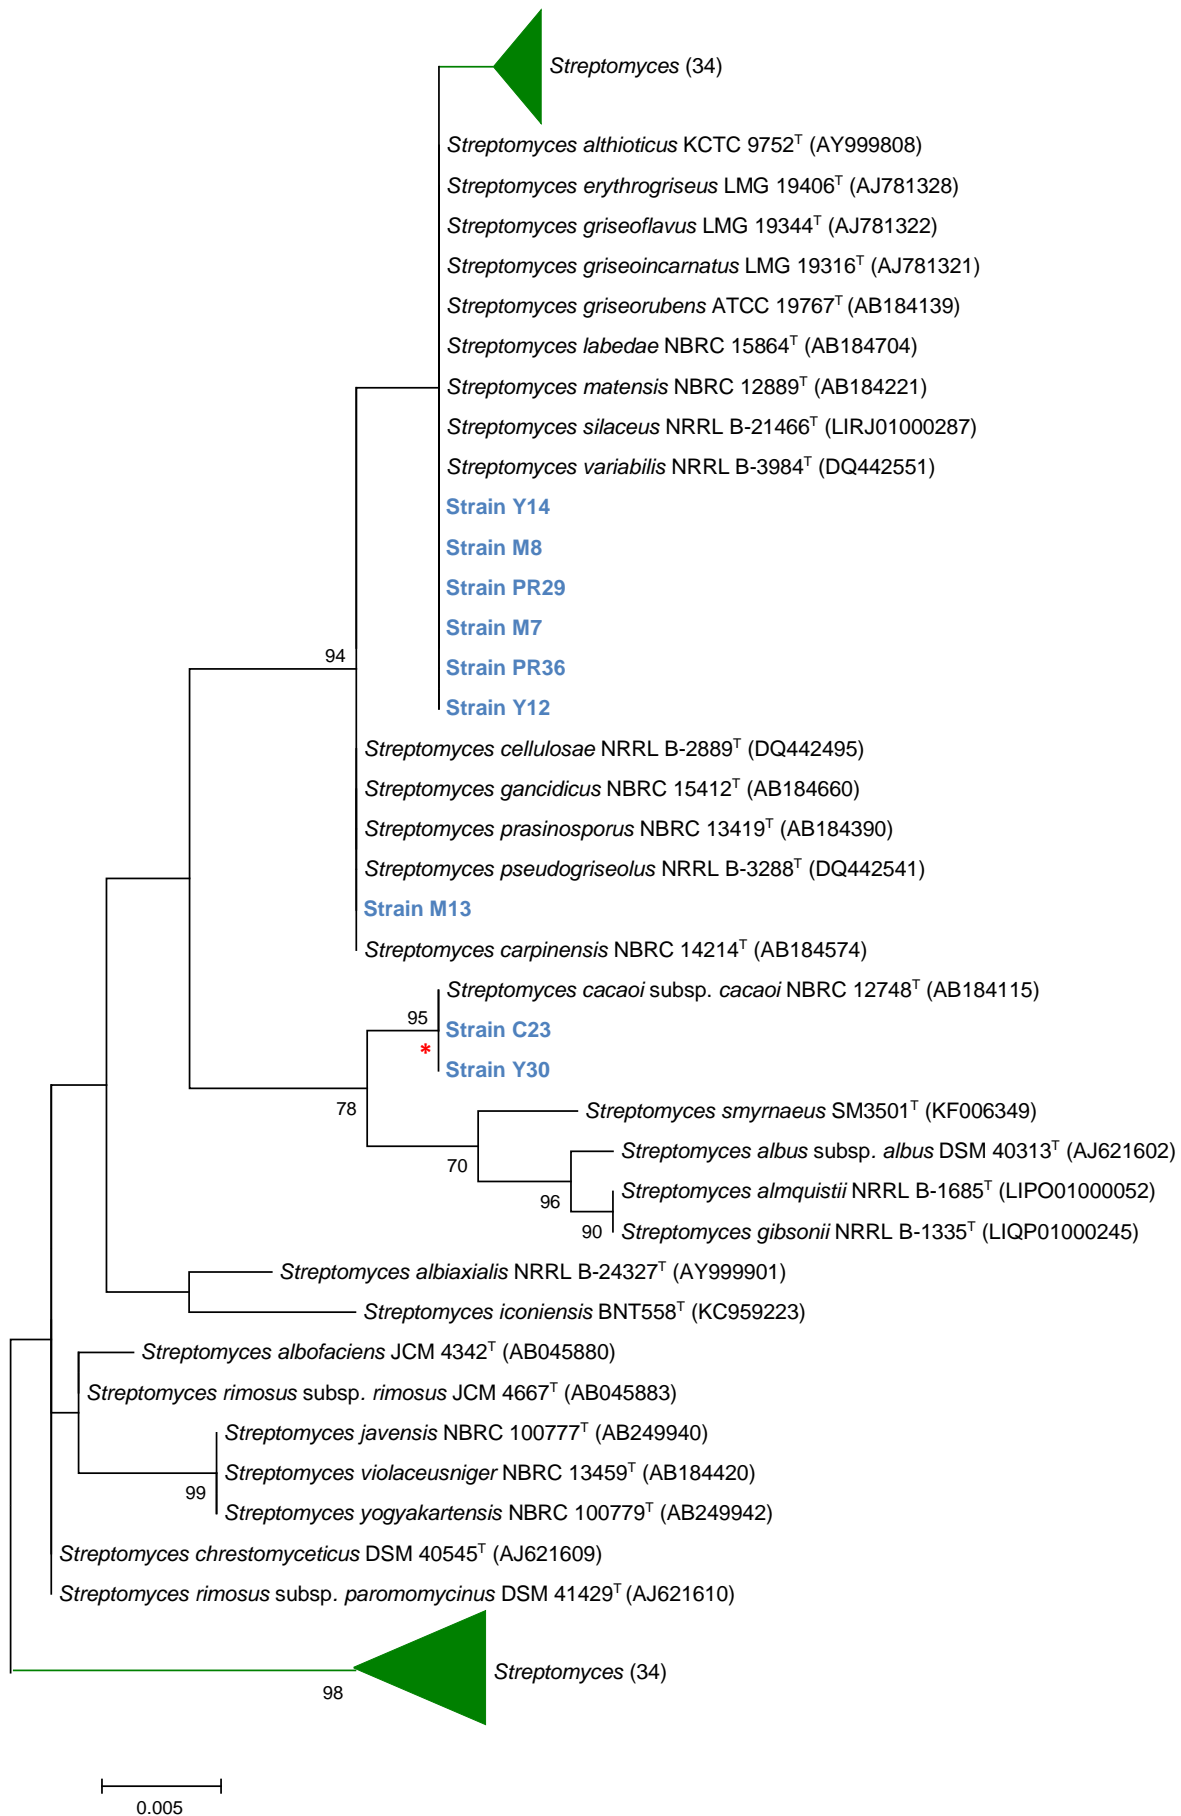 Streptomyces (34)
Streptomyces althioticus KCTC 9752T (AY999808)
Streptomyces erythrogriseus LMG 19406T (AJ781328)
Streptomyces griseoflavus LMG 19344T (AJ781322)
Streptomyces griseoincarnatus LMG 19316T (AJ781321)
Streptomyces griseorubens ATCC 19767T (AB184139)
Streptomyces labedae NBRC 15864T (AB184704)
Streptomyces matensis NBRC 12889T (AB184221)
Streptomyces silaceus NRRL B-21466T (LIRJ01000287)
Streptomyces variabilis NRRL B-3984T (DQ442551)
Strain Y14
Strain M8
Strain PR29
Strain M7
94
Strain PR36
Strain Y12
Streptomyces cellulosae NRRL B-2889T (DQ442495)
Streptomyces gancidicus NBRC 15412T (AB184660)
Streptomyces prasinosporus NBRC 13419T (AB184390)
Streptomyces pseudogriseolus NRRL B-3288T (DQ442541)
Strain M13
Streptomyces carpinensis NBRC 14214T (AB184574)
Streptomyces cacaoi subsp. cacaoi NBRC 12748T (AB184115)
95
Strain C23
*
Strain Y30
78
Streptomyces smyrnaeus SM3501T (KF006349)
Streptomyces albus subsp. albus DSM 40313T (AJ621602)
70
Streptomyces almquistii NRRL B-1685T (LIPO01000052)
96
90
Streptomyces gibsonii NRRL B-1335T (LIQP01000245)
Streptomyces albiaxialis NRRL B-24327T (AY999901)
Streptomyces iconiensis BNT558T (KC959223)
Streptomyces albofaciens JCM 4342T (AB045880)
Streptomyces rimosus subsp. rimosus JCM 4667T (AB045883)
Streptomyces javensis NBRC 100777T (AB249940)
Streptomyces violaceusniger NBRC 13459T (AB184420)
99
Streptomyces yogyakartensis NBRC 100779T (AB249942)
Streptomyces chrestomyceticus DSM 40545T (AJ621609)
Streptomyces rimosus subsp. paromomycinus DSM 41429T (AJ621610)
Streptomyces (34)
98
0.005